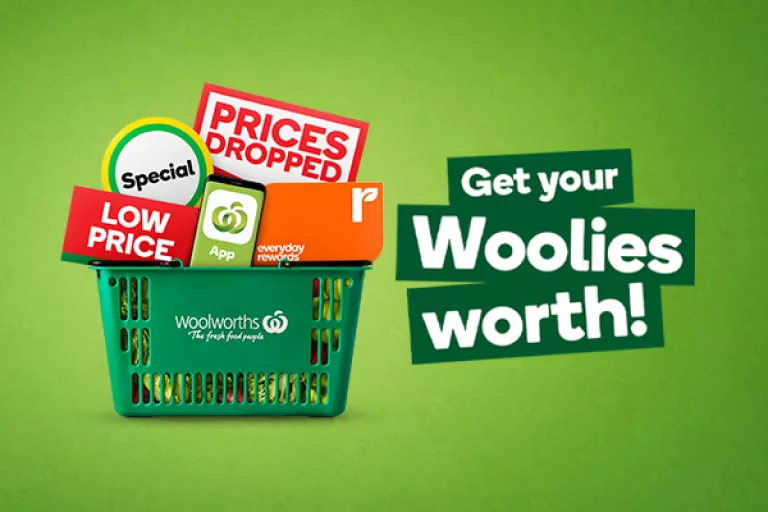 PRICES
DROPPED
Special
LOW
PRICE
App
r
everyday
rewards
woolworths
The fresh food people
Get your
Woolies
worth!